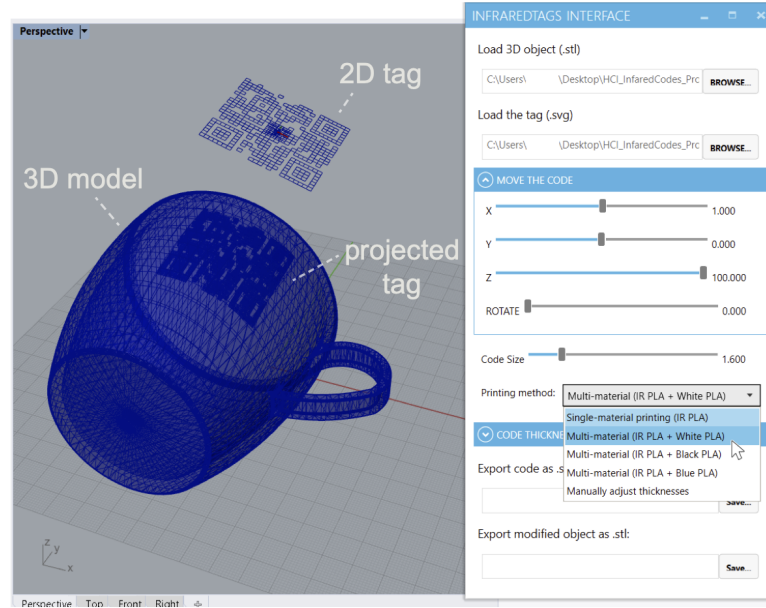 Perspective
2D tag
3D model
projected
tag
z
y
x
Perspective Top Front Right
INFRAREDTAGS INTERFACE
Load 3D object (.stl)
C:\Users\ \Desktop\HCI_InfaredCodes_Prc BROWSE...
Load the tag (.svg)
C:\Users\ \Desktop\HCI_InfaredCodes_Prc BROWSE...
MOVE THE CODE
X 1.000
Y 0.000
Z 100.000
ROTATE 0.000
Code Size 1.600
Printing method: Multi-material (IR PLA + White PLA)
Single-material printing (IR PLA)
Multi-material (IR PLA + White PLA)
Multi-material (IR PLA + Black PLA)
Multi-material (IR PLA + Blue PLA)
Manually adjust thicknesses
CODE
Export code as
Save...
Export modified object as .stl:
Save...